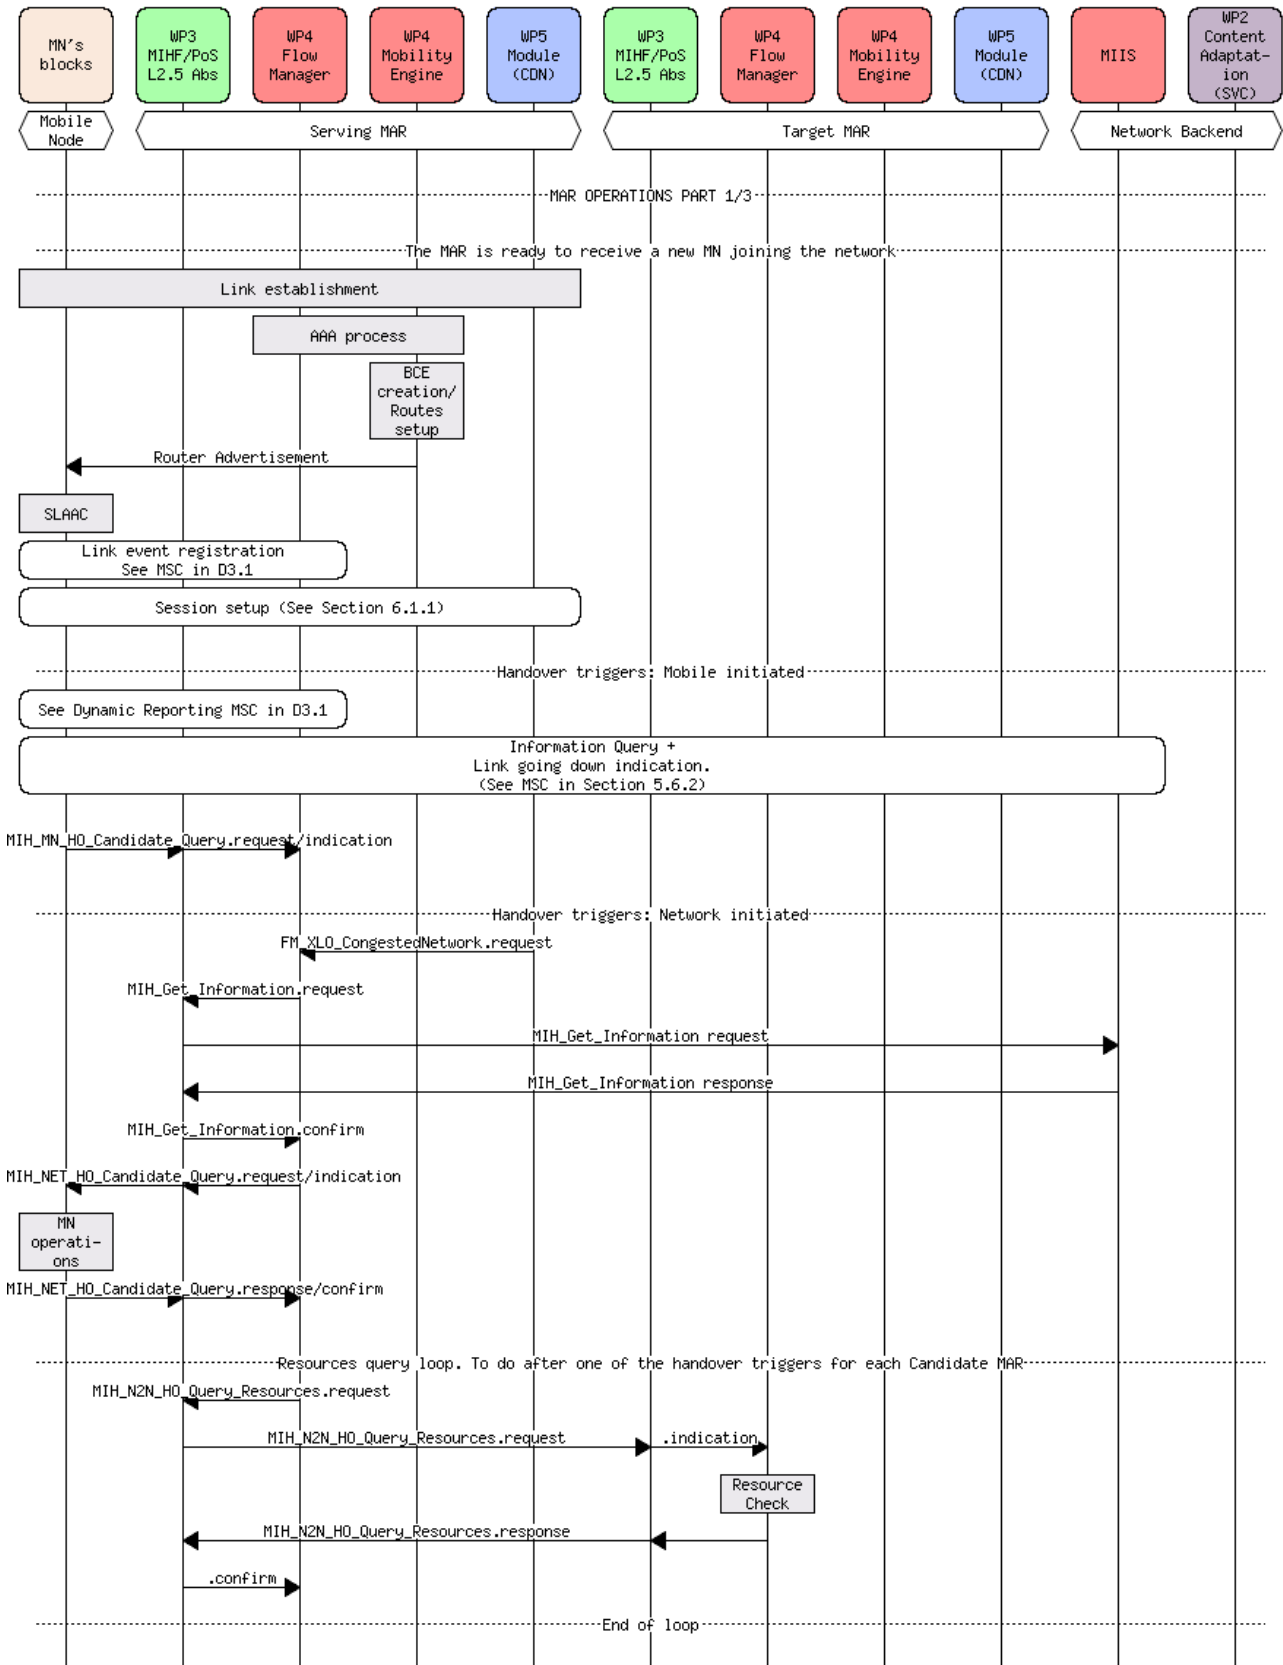 MN's
blocks
WP3
MIHF/PoS
L2.5 Abs
WP4
Flow
Manager
WP4
Mobility
Engine
WP5
Module
(CDN)
WP3
MIHF/PoS
L2.5 Abs
WP4
Flow
Manager
WP4
Mobility
Engine
WP5
Module
(CDN)
MIIS
WP2
Content
Adaptat-
ion
(SVC)
Mobile
Node
Serving MAR
Target MAR
Network Backend
MAR OPERATIONS PART 1/3
The MAR is ready to receive a new MN joining the network
Link establishment
AAA process
BCE
creation/
Routes
setup
Router Advertisement
SLAAC
Link event registration
See MSC in D3.1
Session setup (See Section 6.1.1)
Handover triggers: Mobile initiated
See Dynamic Reporting MSC in D3.1
Information Query +
Link going down indication.
(See MSC in Section 5.6.2)
MIH_MN_HO_Candidate_Query.request/indication
Handover triggers: Network initiated
FM_XLO_CongestedNetwork.request
MIH_Get_Information.request
MIH_Get_Information request
MIH_Get_Information response
MIH_Get_Information.confirm
MIH_NET_HO_Candidate_Query.request/indication
MN
operati-
ons
MIH_NET_HO_Candidate_Query.response/confirm
Resources query loop. To do after one of the handover triggers for each Candidate MAR
MIH_N2N_HO_Query_Resources.request
MIH_N2N_HO_Query_Resources.request
.indication
Resource
Check
MIH_N2N_HO_Query_Resources.response
.confirm
End of loop